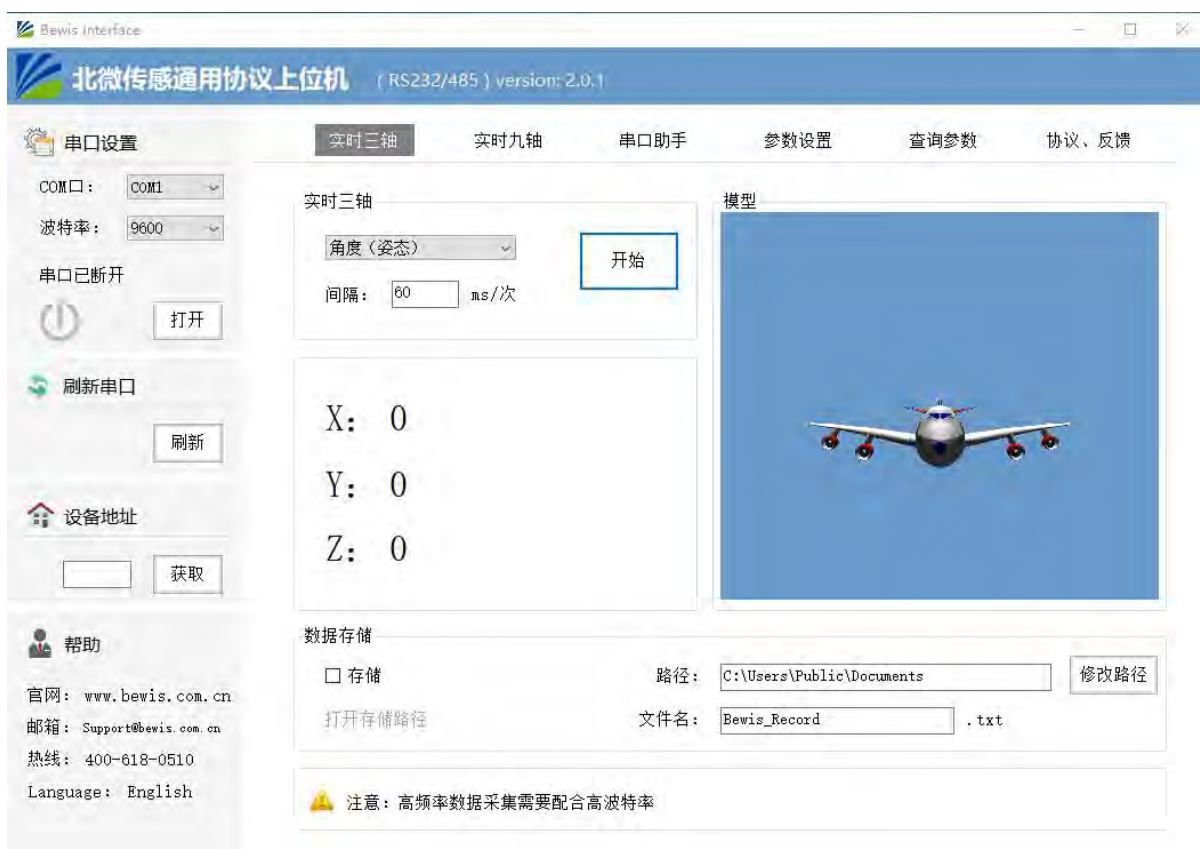 Bewis Interface
北微传感通用协议上位机 （RS232/485）version: 2.0.1
串口设置
COM口： COM1
波特率： 9600
串口已断开
打开
刷新串口
刷新
设备地址
获取
帮助
官网： www.bewis.com.cn
邮箱： Support@bewis.com.cn
热线： 400-618-0510
Language： English
实时三轴 实时九轴 串口助手 参数设置 查询参数 协议、反馈
实时三轴
角度（姿态）
间隔： 60 ms/次
开始
X： 0
Y： 0
Z： 0
模型
数据存储
存储
路径： C:\Users\Public\Documents
修改路径
打开存储路径
文件名： Bewis_Record .txt
注意：高频率数据采集需要配合高波特率